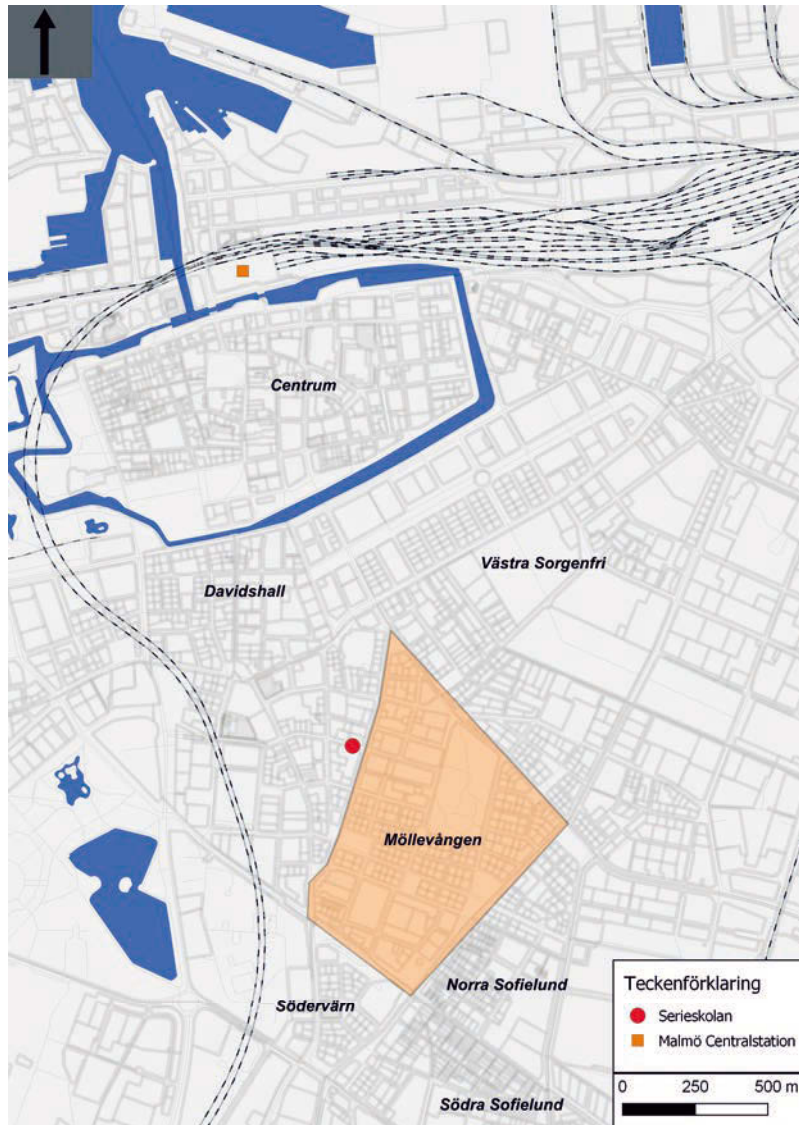 Centrum
Västra Sorgenfri
Davidshall
Möllevången
Norra Sofielund
Södervärn
Södra Sofielund
Teckenförklaring
Serieskolan
Malmö Centralstation
0 250 500 m